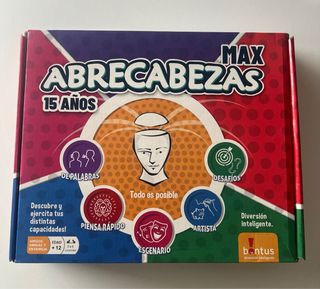 MAX
ABRECABEZAS
15 AÑOS
DE PALABRAS
DESAFÍOS
Todo es posible
PIENSA RÁPIDO
ARTISTA
ESCENARIO
Descubre y
ejercita tus
distintas
capacidades!
Diversión
inteligente.
EDAD
+ 12
bontus